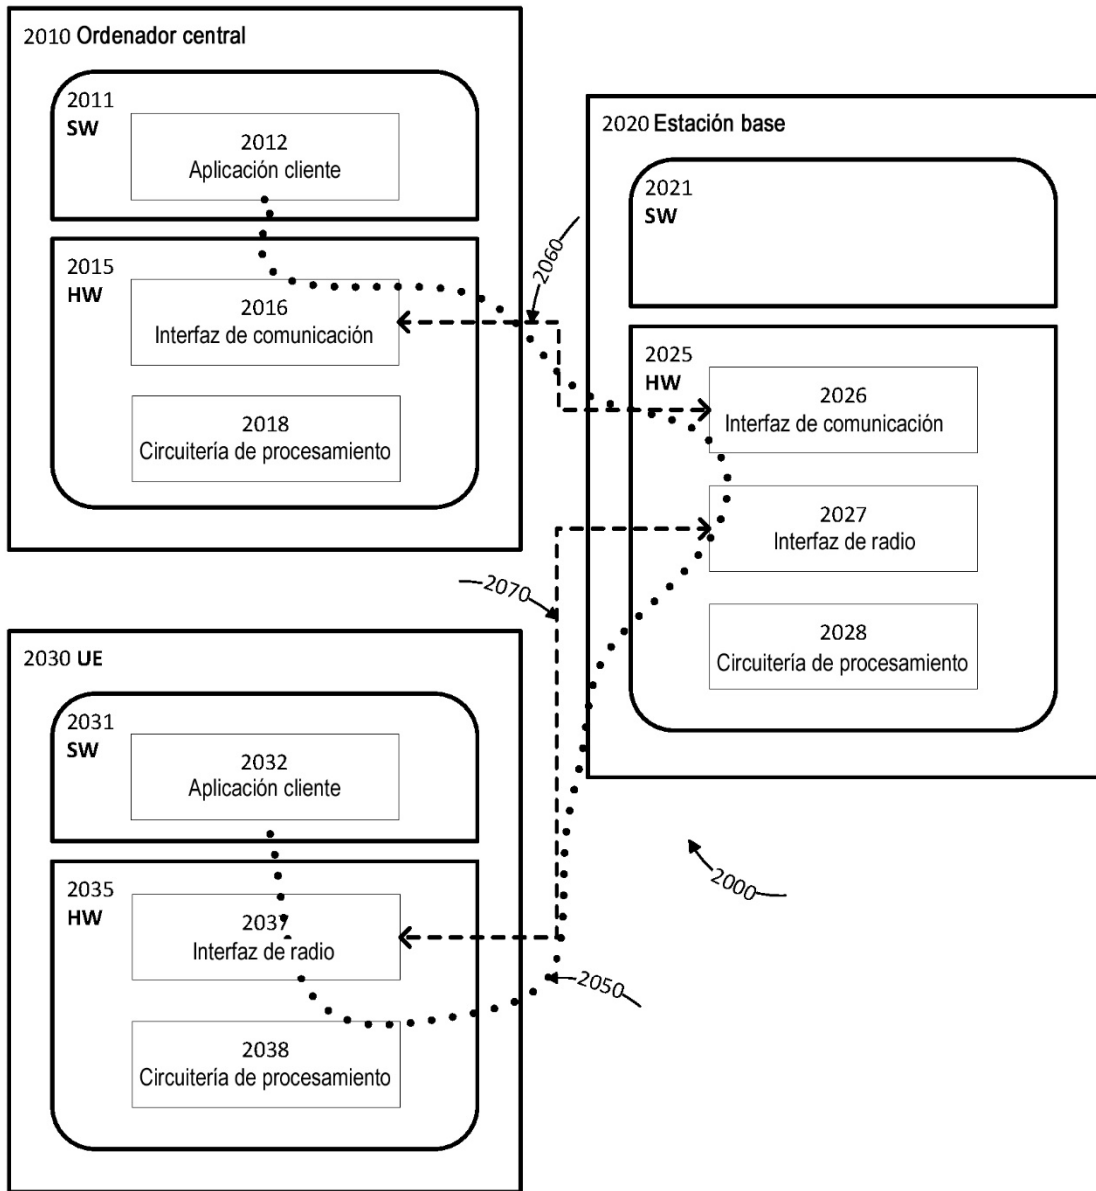 2010 Ordenador central
2011
SW
2012
Aplicación cliente
2015
HW
2016
Interfaz de comunicación
2018
Circuitería de procesamiento
2060
2020 Estación base
2021
SW
2025
HW
2026
Interfaz de comunicación
2027
Interfaz de radio
2028
Circuitería de procesamiento
2070
2030 UE
2031
SW
2032
Aplicación cliente
2035
HW
2037
Interfaz de radio
2038
Circuitería de procesamiento
2050
2000